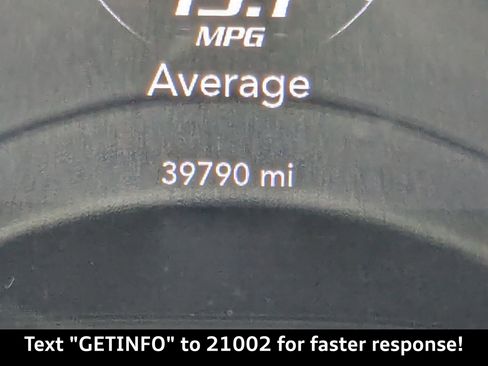 MPG
Average
39790 mi
Text "GETINFO" to 21002 for faster response!